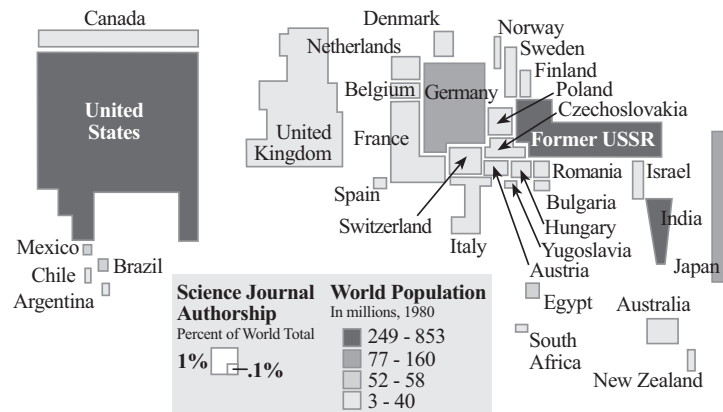 Canada
Denmark
Norway
Netherlands
Sweden
Finland
Belgium
Germany
Poland
Czechoslovakia
United
States
United
Kingdom
France
Former USSR
Spain
Romania
Israel
Bulgaria
Switzerland
Hungary
India
Italy
Yugoslavia
Austria
Japan
Mexico
Brazil
Chile
Argentina
Egypt
Australia
South
Africa
New Zealand
Science Journal
Authorship
Percent of World Total
1%
.1%
World Population
In millions, 1980
249 - 853
77 - 160
52 - 58
3 - 40